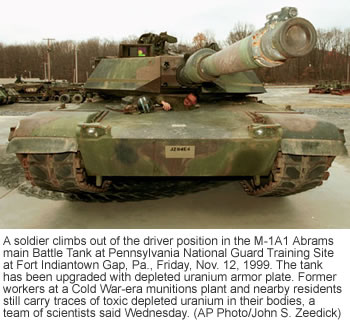 A soldier climbs out of the driver position in the M-1A1 Abrams
main Battle Tank at Pennsylvania National Guard Training Site
at Fort Indiantown Gap, Pa., Friday, Nov. 12, 1999. The tank
has been upgraded with depleted uranium armor plate. Former
workers at a Cold War-era munitions plant and nearby residents
still carry traces of toxic depleted uranium in their bodies, a
team of scientists said Wednesday. (AP Photo/John S. Zeedick)